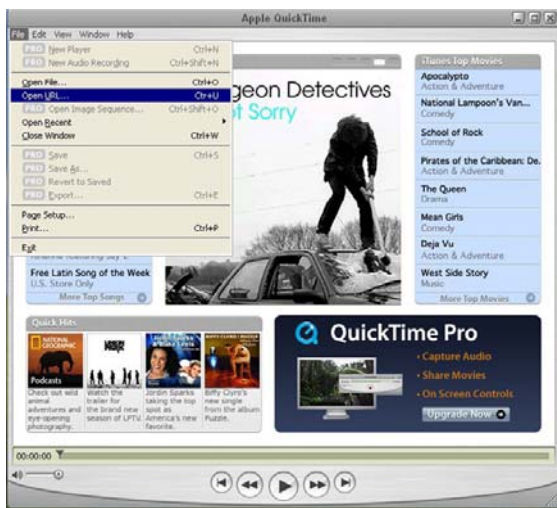 Apple QuickTime
File Edit View Window Help
PRO New Player Ctrl+N
PRO New Audio Recording Ctrl+Shift+N
Open File... Ctrl+O
Open URL... Ctrl+U
PRO Open Image Sequence... Ctrl+Shift+O
Open Recent
Close Window Ctrl+W
PRO Save Ctrl+S
PRO Save As...
PRO Revert to Saved
PRO Export... Ctrl+E
Page Setup...
Print... Ctrl+P
Exit
geon Detectives
ot Sorry
Free Latin Song of the Week
U.S. Store Only
More Top Songs
iTunes Top Movies
Apocalypto
Action & Adventure
National Lampoon's Van...
Comedy
School of Rock
Comedy
Pirates of the Caribbean: De.
Action & Adventure
The Queen
Drama
Mean Girls
Comedy
Deja Vu
Action & Adventure
West Side Story
Music
More Top Movies
Quick Hits
NATIONAL GEOGRAPHIC
Podcasts
Check out wild
animal
adventures and
eye-opening
photography.
Watch the
trailer for
the brand new
season of LPTV.
Jordin Sparks
taking the top
spot as
America's new
favorite.
Biffy Clyro's
new single
from the album
Puzzle.
QuickTime Pro
• Capture Audio
• Share Movies
• On Screen Controls
Upgrade Now
00:00:00